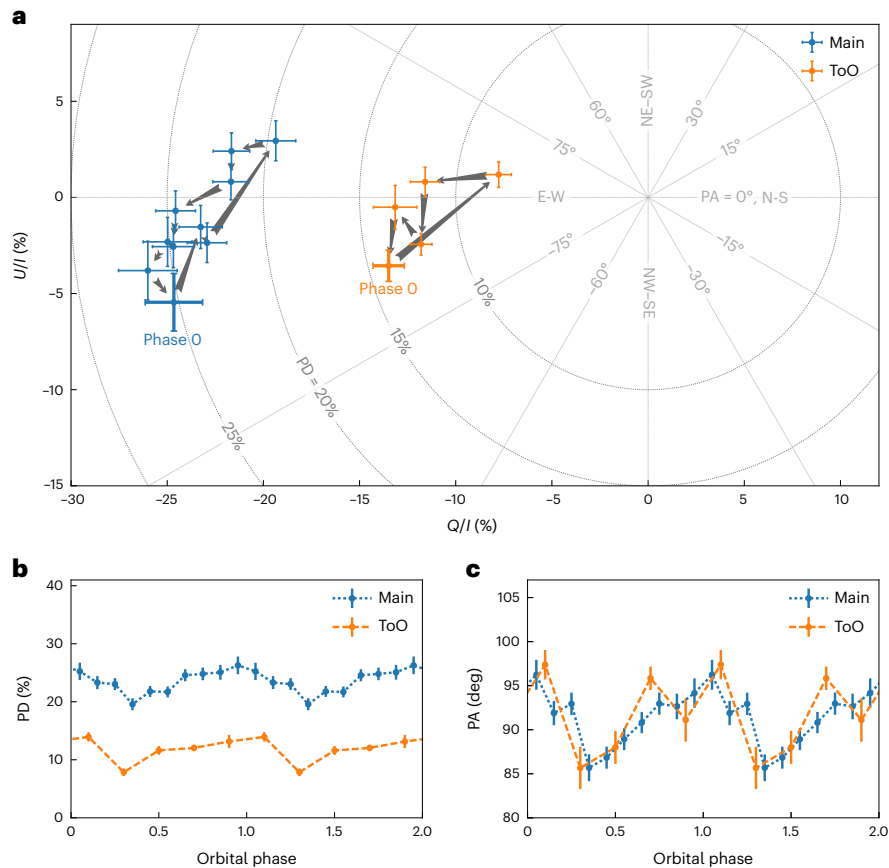 a
Main
ToO
5
0
−5
−10
−15
U/I (%)
60°
NE–SW
30°
75°
15°
E-W
PA = 0°, N-S
−75°
−15°
−60°
NW–SE
−30°
Phase 0
Phase 0
10%
15%
PD = 20%
25%
−30
−25
−20
−15
−10
−5
0
5
10
Q/I (%)
b
Main
ToO
40
30
20
10
0
PD (%)
0
0.5
1.0
1.5
2.0
Orbital phase
c
Main
ToO
105
100
95
90
85
80
PA (deg)
0
0.5
1.0
1.5
2.0
Orbital phase